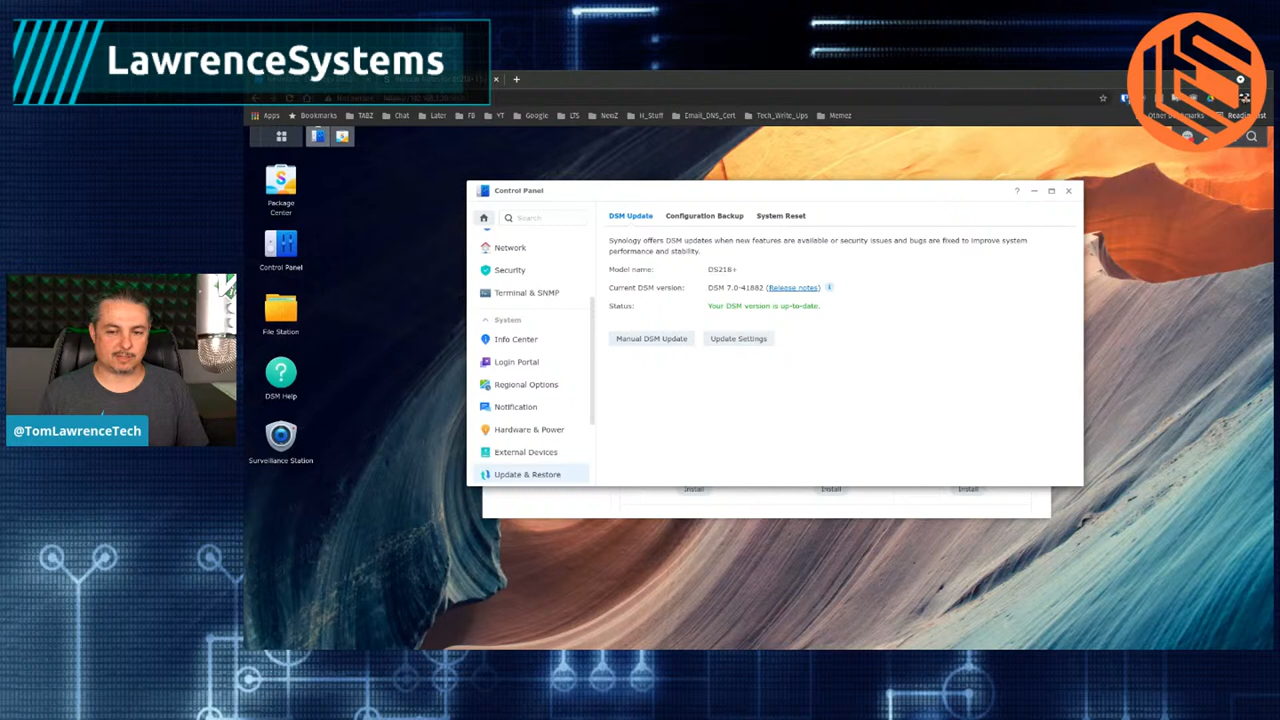 LawrenceSystems
Apps
Bookmarks
TABZ
Chat
Later
FB
YT
Google
LTS
NewZ
H_Stuff
Email_DNS_Cert
Tech_Write_Ups
Memez
Other Bookmarks
Reading list
Package
Center
Control Panel
File Station
DSM Help
Surveillance Station
Control Panel
Search
Network
Security
Terminal & SNMP
System
Info Center
Login Portal
Regional Options
Notification
Hardware & Power
External Devices
Update & Restore
DSM Update Configuration Backup System Reset
Synology offers DSM updates when new features are available or security issues and bugs are fixed to improve system
performance and stability.
Model name: DS218+
Current DSM version: DSM 7.0-41882 (Release notes)
Status: Your DSM version is up-to-date.
Manual DSM Update Update Settings
Install Install Install
@TomLawrenceTech